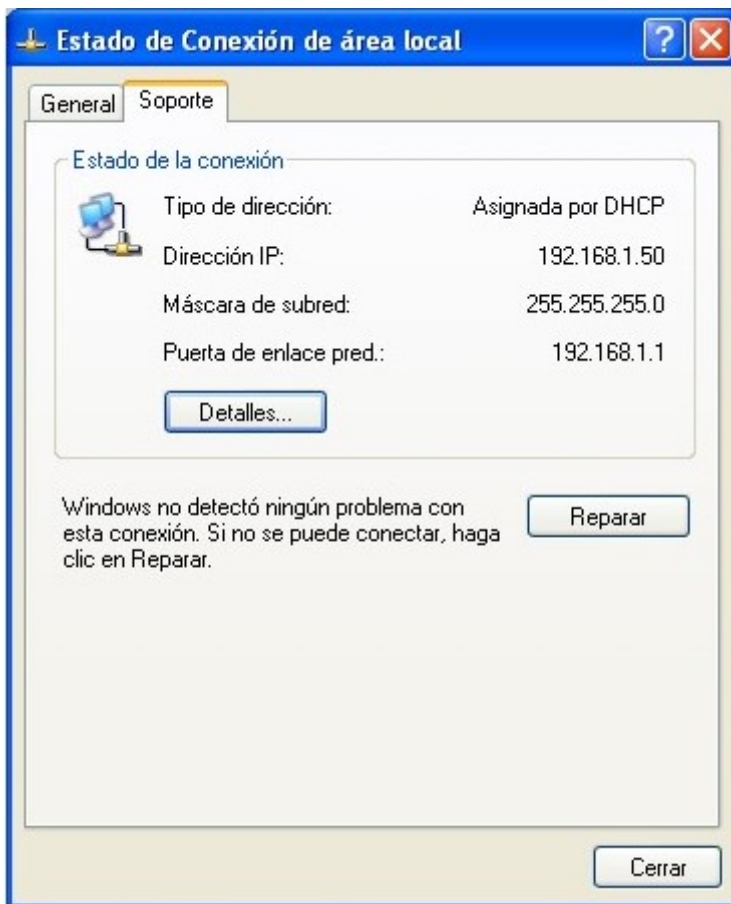 Estado de Conexión de área local
General Soporte
Estado de la conexión
Tipo de dirección: Asignada por DHCP
Dirección IP: 192.168.1.50
Máscara de subred: 255.255.255.0
Puerta de enlace pred.: 192.168.1.1
Detalles...
Windows no detectó ningún problema con
esta conexión. Si no se puede conectar, haga
clic en Reparar.
Reparar
Cerrar